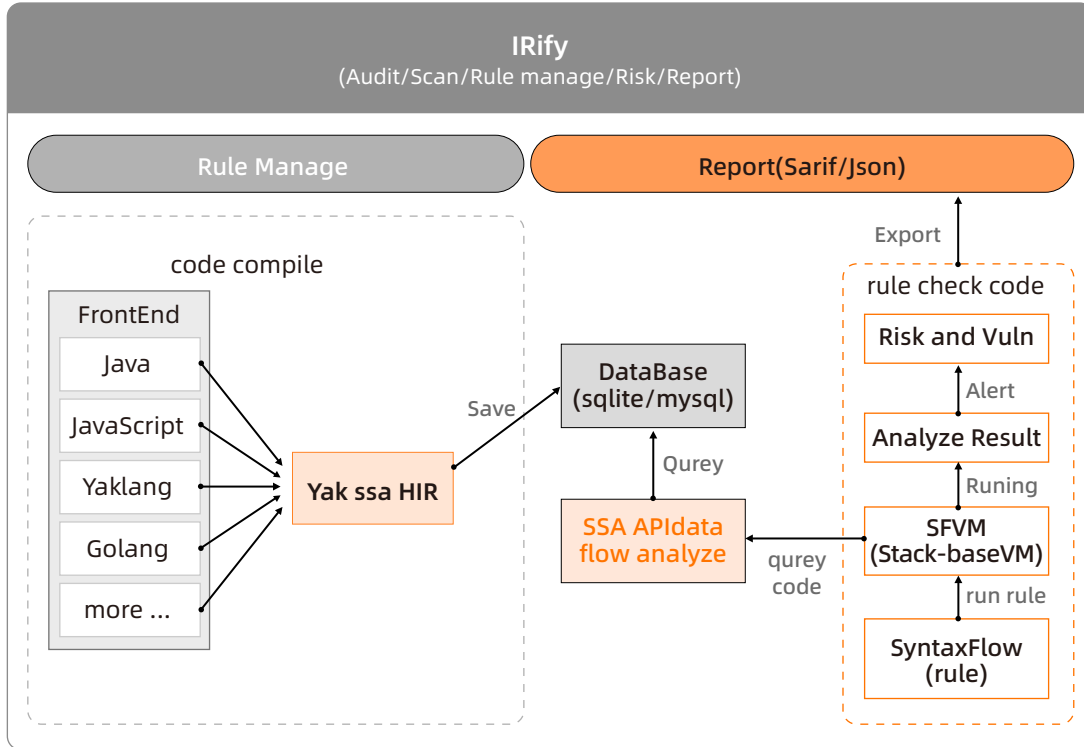 IRify
(Audit/Scan/Rule manage/Risk/Report)
Rule Manage
Report(Sarif/Json)
code compile
FrontEnd
Java
JavaScript
Yaklang
Golang
more ...
Yak ssa HIR
Save
DataBase
(sqlite/mysql)
Qurey
SSA APIdata
flow analyze
qurey
code
Export
rule check code
Risk and Vuln
Alert
Analyze Result
Runing
SFVM
(Stack-baseVM)
run rule
SyntaxFlow
(rule)